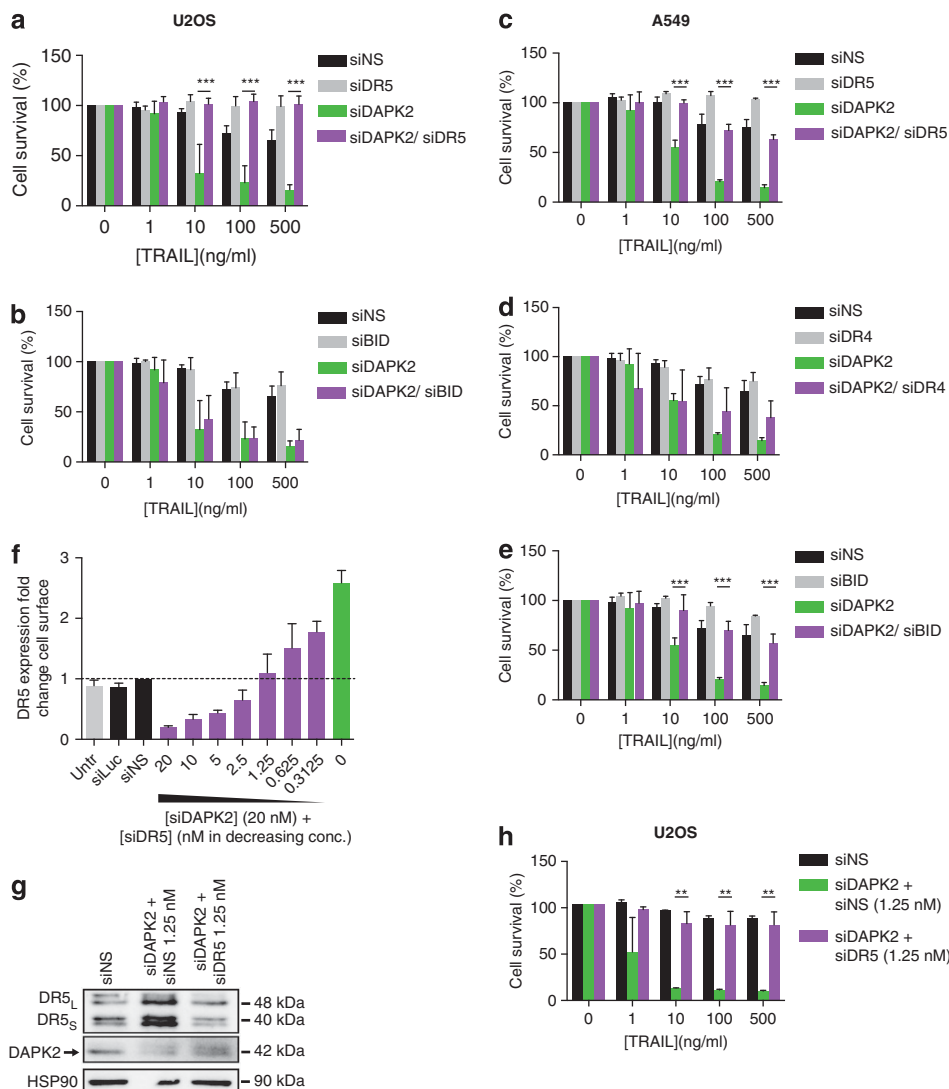 a
U2OS
150
100
50
0
Cell survival (%)
*** *** ***
0 1 10 100 500
[TRAIL](ng/ml)
siNS
siDR5
siDAPK2
siDAPK2/ siDR5
c
A549
150
100
50
0
Cell survival (%)
*** *** ***
0 1 10 100 500
[TRAIL](ng/ml)
siNS
siDR5
siDAPK2
siDAPK2/ siDR5
b
150
100
50
0
Cell survival (%)
0 1 10 100 500
[TRAIL](ng/ml)
siNS
siBID
siDAPK2
siDAPK2/ siBID
d
150
100
50
0
Cell survival (%)
0 1 10 100 500
[TRAIL](ng/ml)
siNS
siDR4
siDAPK2
siDAPK2/ siDR4
f
3
2
1
0
DR5 expression fold
change cell surface
Untr siLuc siNS 20 10 5 2.5 1.25 0.625 0.3125 0
[siDAPK2] (20 nM) +
[siDR5] (nM in decreasing conc.)
e
150
100
50
0
Cell survival (%)
*** *** ***
0 1 10 100 500
[TRAIL](ng/ml)
siNS
siBID
siDAPK2
siDAPK2/ siBID
g
siNS
siDAPK2 +
siNS 1.25 nM
siDAPK2 +
siDR5 1.25 nM
DR5L
48 kDa
DR5S
40 kDa
DAPK2
42 kDa
HSP90
90 kDa
h
U2OS
150
100
50
0
Cell survival (%)
** ** **
0 1 10 100 500
[TRAIL](ng/ml)
siNS
siDAPK2 +
siNS (1.25 nM)
siDAPK2 +
siDR5 (1.25 nM)